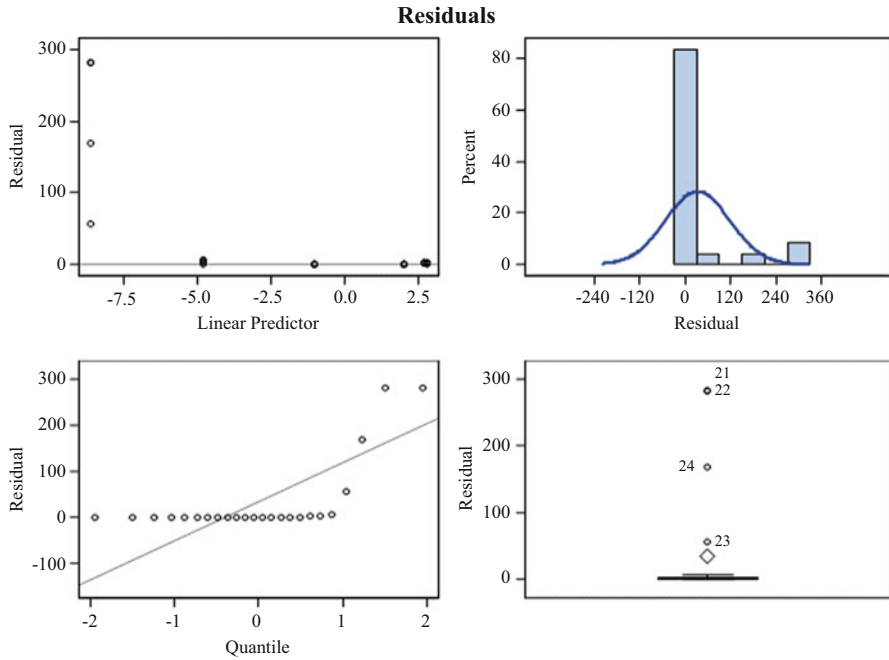 Residuals
300
200
100
0
Residual
-7.5 -5.0 -2.5 0.0 2.5
Linear Predictor
80
60
40
20
0
Percent
-240 -120 0 120 240 360
Residual
300
200
100
0
-100
Residual
-2 -1 0 1 2
Quantile
300
200
100
0
Residual
21
22
24
23